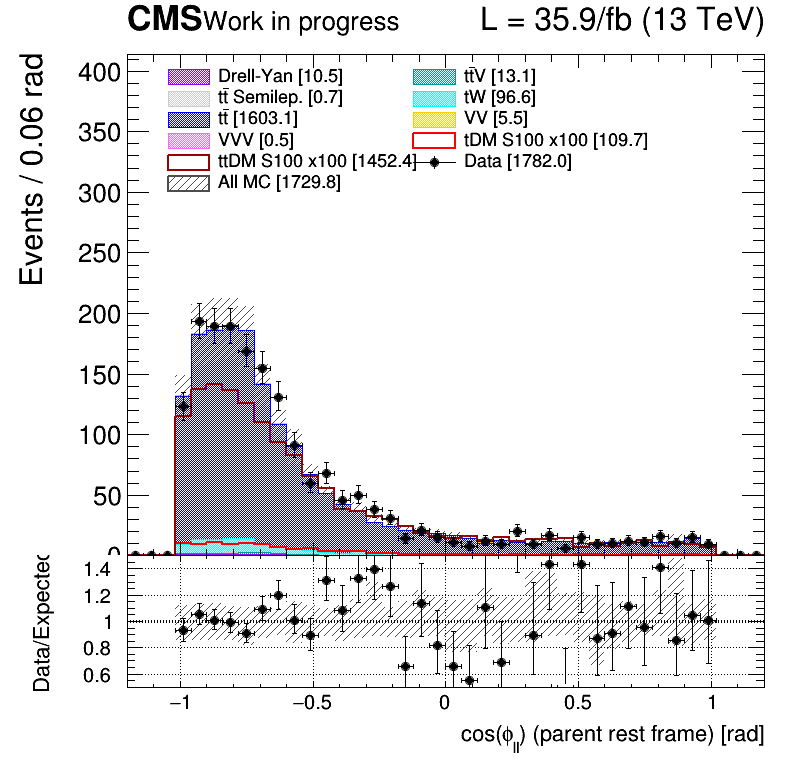 CMS Work in progress L = 35.9/fb (13 TeV)
Events / 0.06 rad
400
350
300
250
200
150
100
50
0
Drell-Yan [10.5]
tt̄V [13.1]
tt̄ Semilep. [0.7]
tW [96.6]
tt̄ [1603.1]
VV [5.5]
VVV [0.5]
tDM S100 x100 [109.7]
ttDM S100 x100 [1452.4]
Data [1782.0]
All MC [1729.8]
Data/Expected
1.4
1.2
1
0.8
0.6
−1 −0.5 0 0.5 1
cos(ϕ_ll) (parent rest frame) [rad]